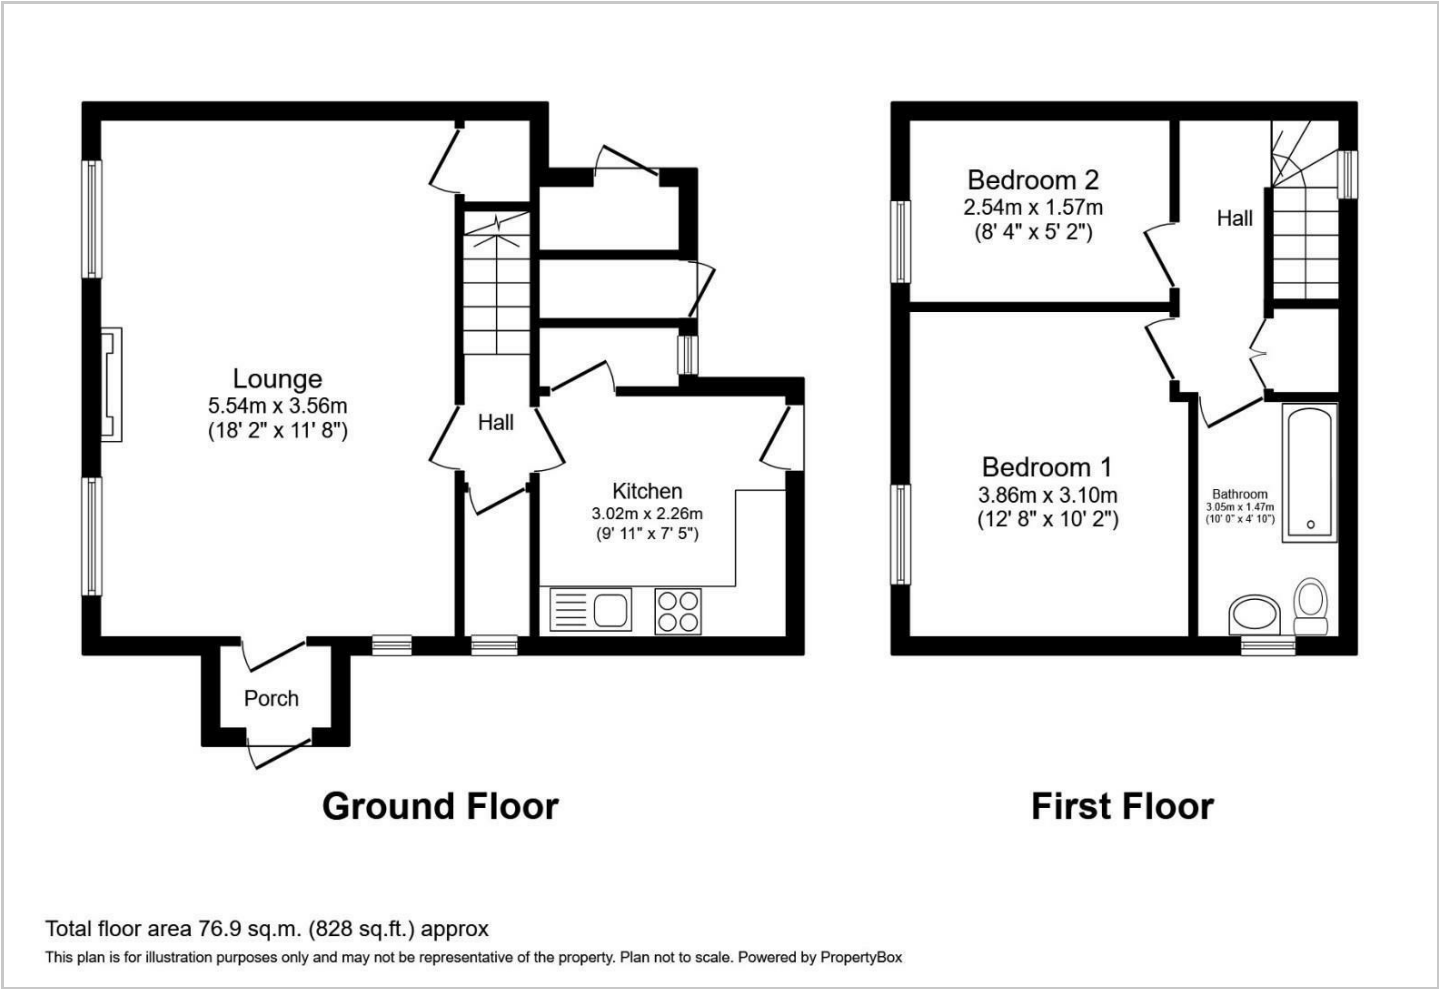 Lounge
5.54m x 3.56m
(18' 2" x 11' 8")
Hall
Kitchen
3.02m x 2.26m
(9' 11" x 7' 5")
Porch
Ground Floor
Bedroom 2
2.54m x 1.57m
(8' 4" x 5' 2")
Hall
Bedroom 1
3.86m x 3.10m
(12' 8" x 10' 2")
Bathroom
3.05m x 1.47m
(10' 0" x 4' 10")
First Floor
Total floor area 76.9 sq.m. (828 sq.ft.) approx
This plan is for illustration purposes only and may not be representative of the property. Plan not to scale. Powered by PropertyBox